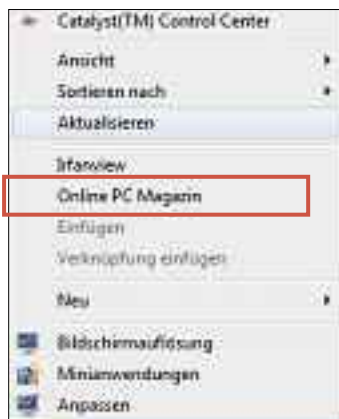 Catalyst(TM) Control Center
Ansicht
Sortieren nach
Aktualisieren
Irfanview
Online PC Magazin
Einfügen
Verknüpfung einfügen
Neu
Bildschirmauflösung
Minianwendungen
Anpassen